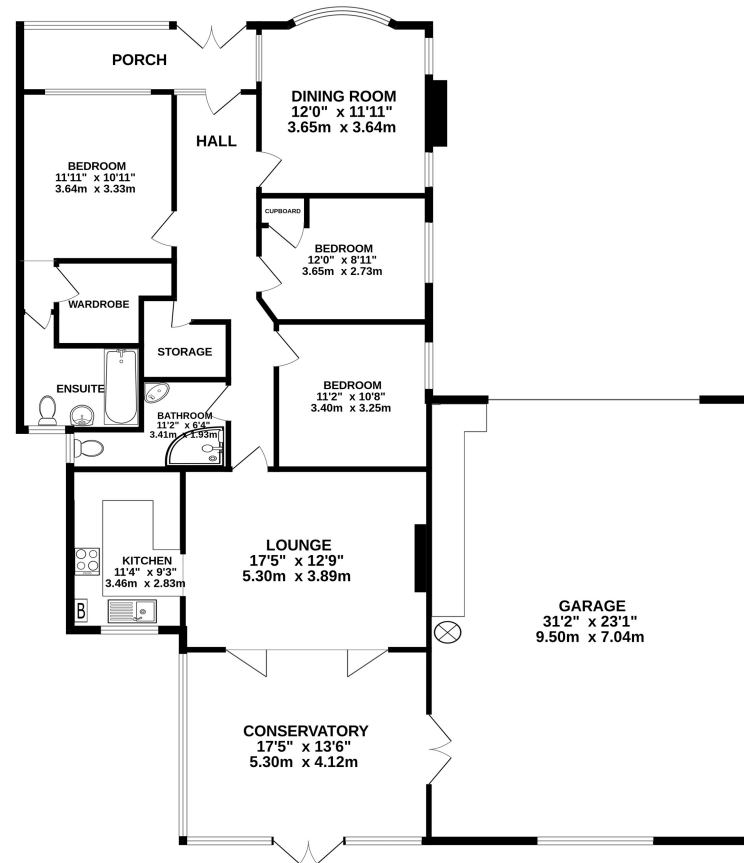 PORCH
DINING ROOM
12'0" x 11'11"
3.65m x 3.64m
HALL
BEDROOM
11'11" x 10'11"
3.64m x 3.33m
CUPBOARD
BEDROOM
12'0" x 8'11"
3.65m x 2.73m
WARDROBE
STORAGE
ENSUITE
BEDROOM
11'2" x 10'8"
3.40m x 3.25m
BATHROOM
11'2" x 6'4"
3.41m x 1.93m
LOUNGE
17'5" x 12'9"
5.30m x 3.89m
KITCHEN
11'4" x 9'3"
3.46m x 2.83m
B
GARAGE
31'2" x 23'1"
9.50m x 7.04m
CONSERVATORY
17'5" x 13'6"
5.30m x 4.12m